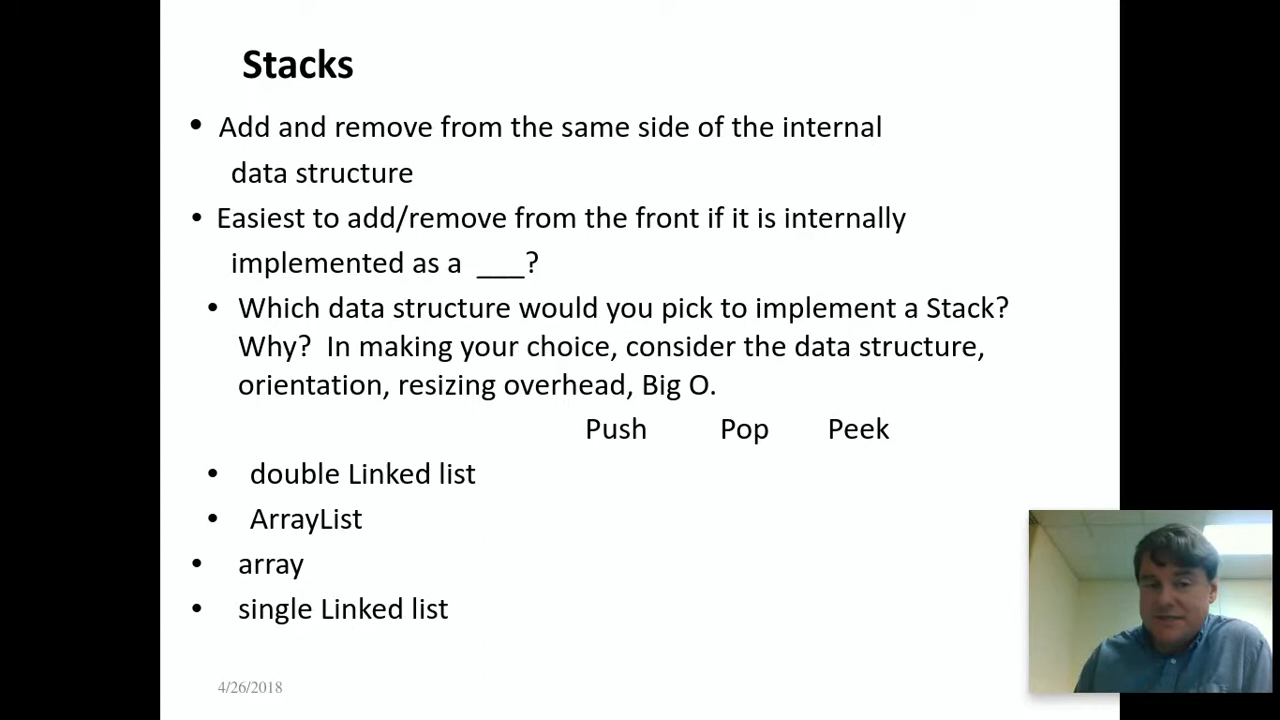 Stacks
• Add and remove from the same side of the internal
data structure
• Easiest to add/remove from the front if it is internally
implemented as a ___?
• Which data structure would you pick to implement a Stack?
Why? In making your choice, consider the data structure,
orientation, resizing overhead, Big O.
Push Pop Peek
• double Linked list
• ArrayList
• array
• single Linked list
4/26/2018